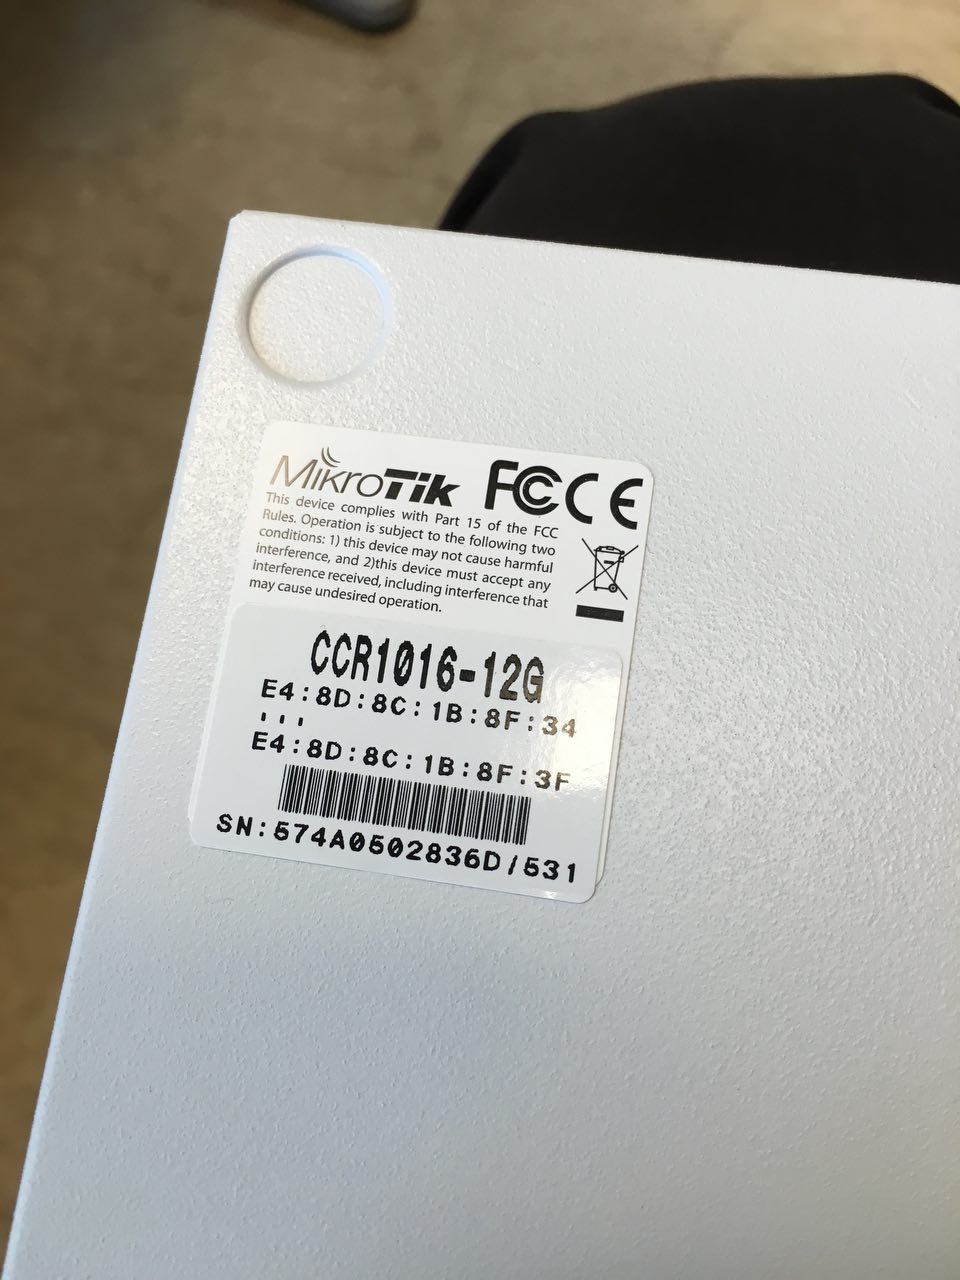 MikroTik FCC CE
This device complies with Part 15 of the FCC
Rules. Operation is subject to the following two
conditions: 1) this device may not cause harmful
interference, and 2)this device must accept any
interference received, including interference that
may cause undesired operation.
CCR1016-12G
E4:8D:8C:1B:8F:34
...
E4:8D:8C:1B:8F:3F
SN:574A0502836D/531